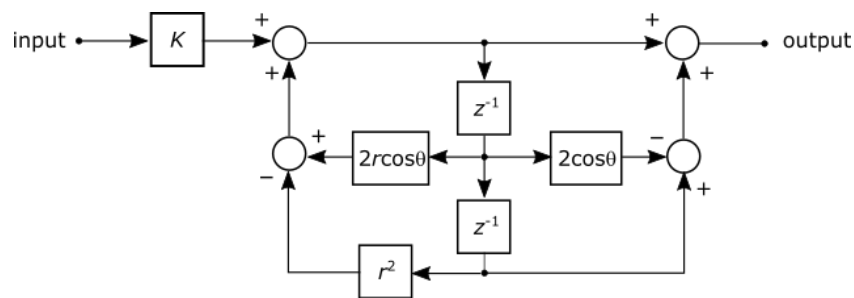 input
K
+
+
+
+
output
z⁻¹
+
2rcosθ
2cosθ
−
−
+
z⁻¹
r²